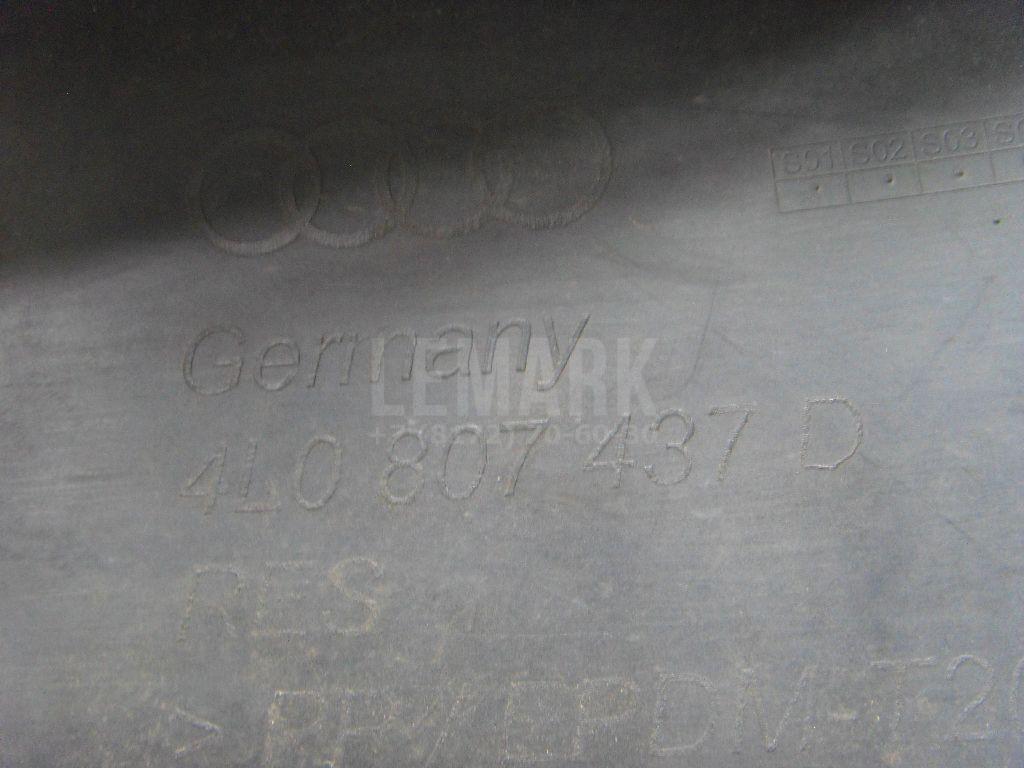 S01 S02 S03
Germany
LEMARK
4L0 807 437 D
RES
>PP/EPDM-T20